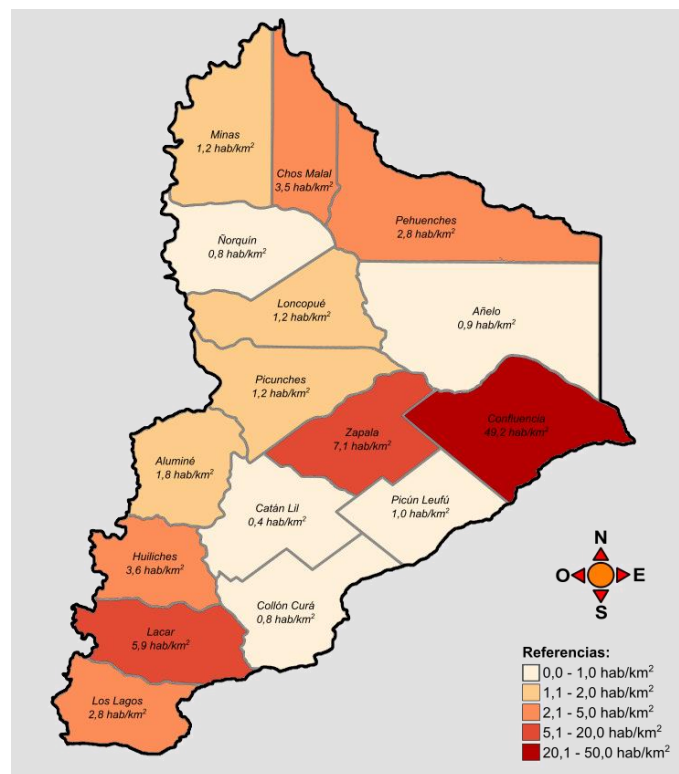 Minas
1,2 hab/km²
Chos Malal
3,5 hab/km²
Pehuenches
2,8 hab/km²
Ñorquín
0,8 hab/km²
Loncopué
1,2 hab/km²
Añelo
0,9 hab/km²
Picunches
1,2 hab/km²
Zapala
7,1 hab/km²
Confluencia
49,2 hab/km²
Aluminé
1,8 hab/km²
Catán Lil
0,4 hab/km²
Picún Leufú
1,0 hab/km²
Huiliches
3,6 hab/km²
Collón Curá
0,8 hab/km²
Lacar
5,9 hab/km²
Los Lagos
2,8 hab/km²
N
O E
S
Referencias:
0,0 - 1,0 hab/km²
1,1 - 2,0 hab/km²
2,1 - 5,0 hab/km²
5,1 - 20,0 hab/km²
20,1 - 50,0 hab/km²